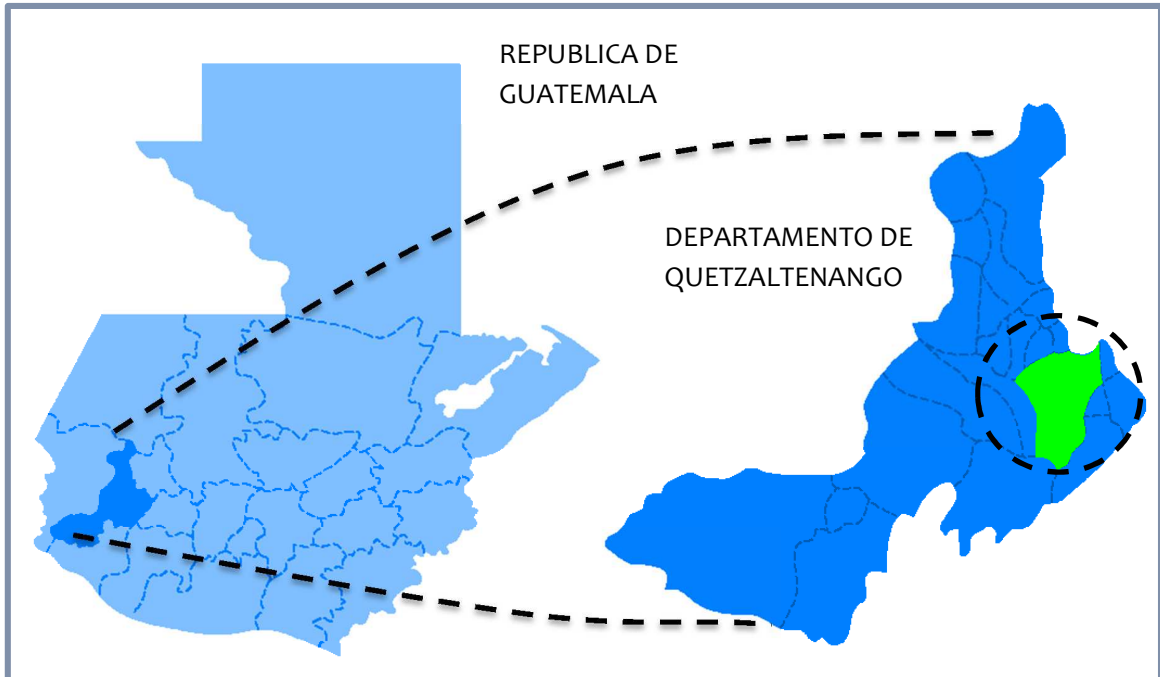 REPUBLICA DE
GUATEMALA
DEPARTAMENTO DE
QUETZALTENANGO